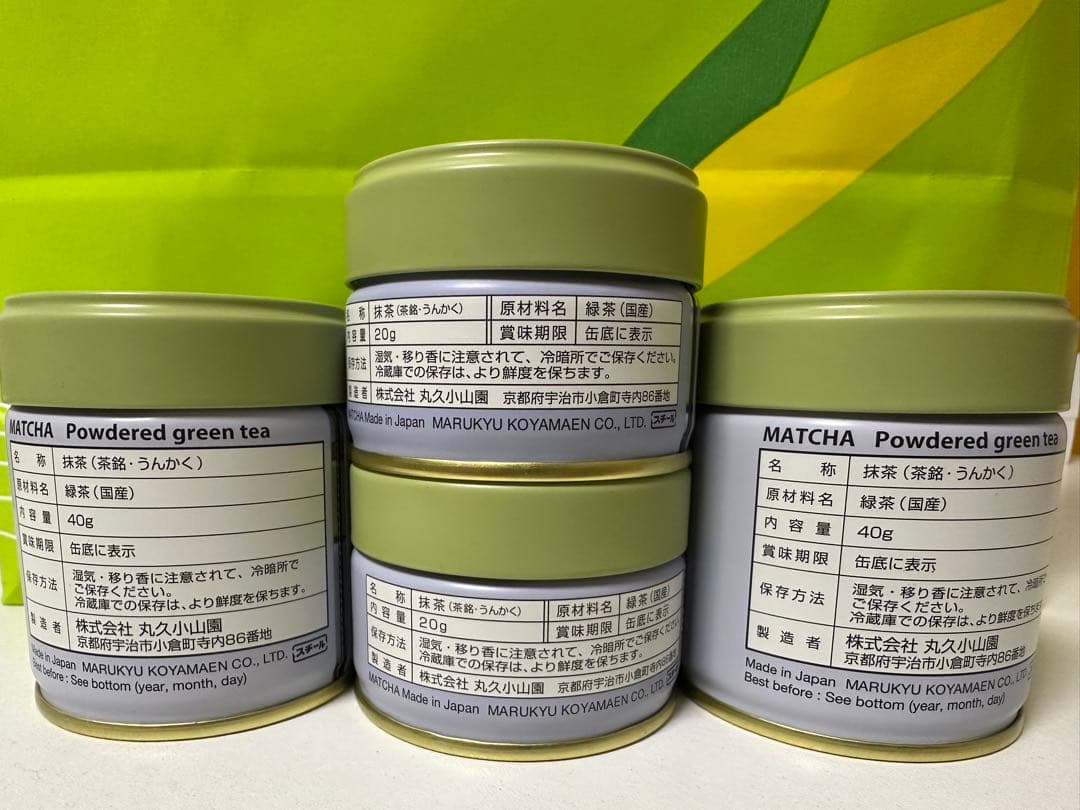 MATCHA Powdered green tea
名 称 抹茶(茶銘・うんかく)
原材料名 緑茶(国産)
内容量 40g
賞味期限 缶底に表示
保存方法 湿気・移り香に注意されて、冷暗所で
ご保存ください。
冷蔵庫での保存は、より鮮度を保ちます。
製造者 株式会社 丸久小山園
京都府宇治市小倉町寺内86番地
Made in Japan MARUKYU KOYAMAEN CO., LTD. スチール
Best before : See bottom (year, month, day)
名 称 抹茶(茶銘・うんかく) 原材料名 緑茶(国産)
内容量 20g 賞味期限 缶底に表示
保存方法 湿気・移り香に注意されて、冷暗所でご保存ください。
冷蔵庫での保存は、より鮮度を保ちます。
製造者 株式会社 丸久小山園 京都府宇治市小倉町寺内86番地
MATCHA Made in Japan MARUKYU KOYAMAEN CO., LTD. スチール
名 称 抹茶(茶銘・うんかく) 原材料名 緑茶(国産)
内容量 20g 賞味期限 缶底に表示
保存方法 湿気・移り香に注意されて、冷暗所でご保存ください
冷蔵庫での保存は、より鮮度を保ちます。
製造者 株式会社 丸久小山園 京都府宇治市小倉町寺内86番
MATCHA Made in Japan MARUKYU KOYAMAEN CO., LTD.
MATCHA Powdered green tea
名 称 抹茶(茶銘・うんかく)
原材料名 緑茶(国産)
内容量 40g
賞味期限 缶底に表示
保存方法 湿気・移り香に注意されて、冷暗所で
ご保存ください。
冷蔵庫での保存は、より鮮度を保ちま
製造者 株式会社 丸久小山園
京都府宇治市小倉町寺内86番地
Made in Japan MARUKYU KOYAMAEN CO., LTD
Best before : See bottom (year, month, day)